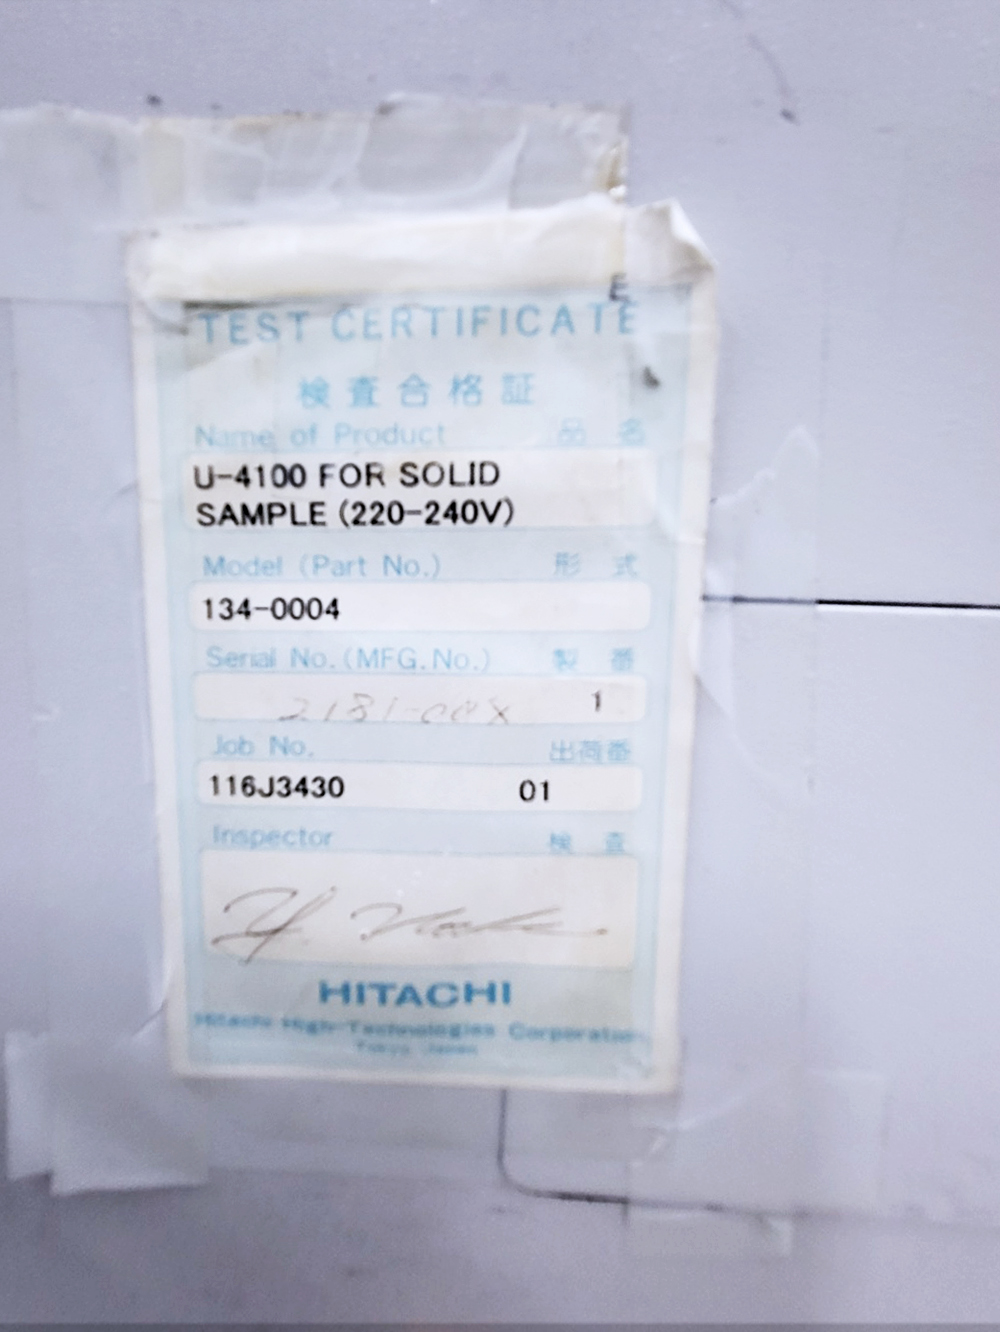 E
TEST CERTIFICATE
検査合格証
Name of Product 品名
U-4100 FOR SOLID
SAMPLE (220-240V)
Model (Part No.) 形式
134-0004
Serial No. (MFG. No.) 製番
1
Job No. 出荷番
116J3430 01
Inspector 検査
HITACHI
Hitachi High-Technologies Corporation
Tokyo Japan